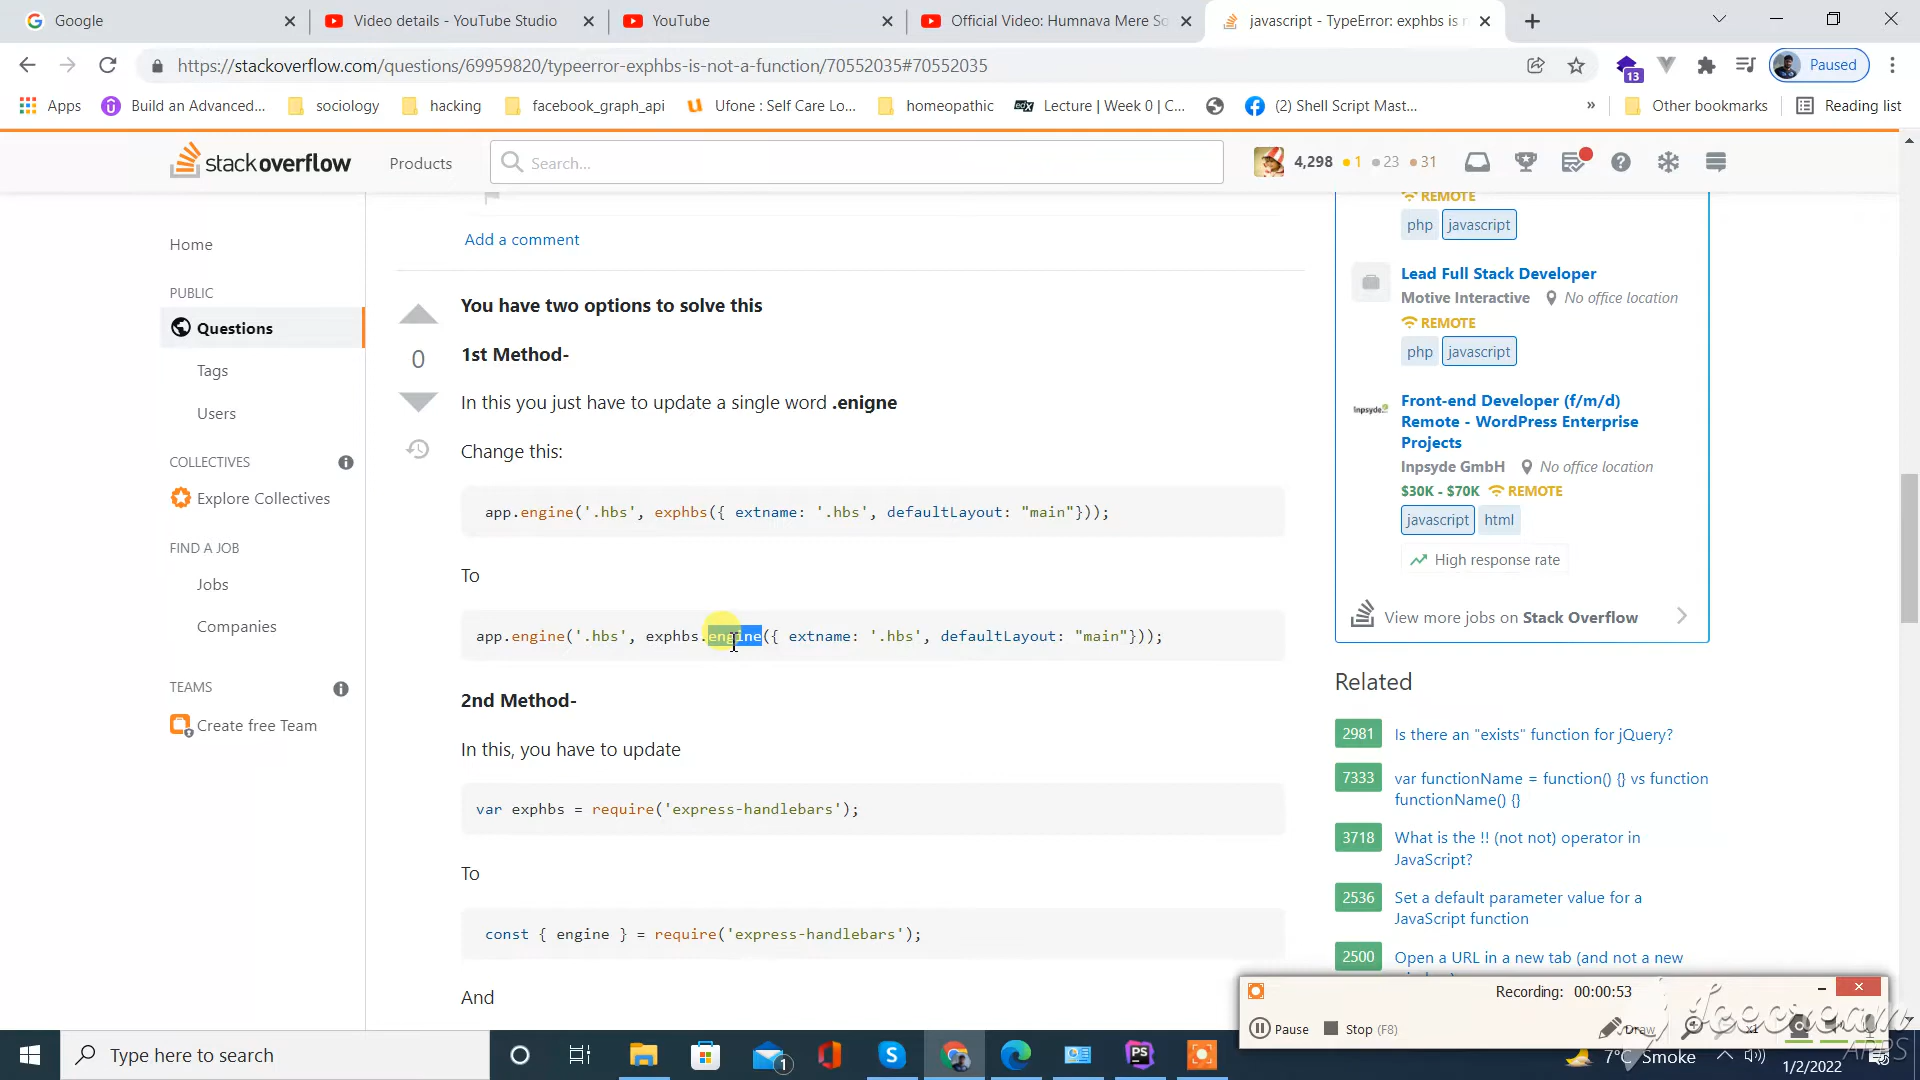 Google
Video details - YouTube Studio
YouTube
Official Video: Humnava Mere So
javascript - TypeError: exphbs is n
https://stackoverflow.com/questions/69959820/typeerror-exphbs-is-not-a-function/70552035#70552035
13
Paused
Apps
Build an Advanced...
sociology
hacking
facebook_graph_api
Ufone : Self Care Lo...
homeopathic
edX
Lecture | Week 0 | C...
(2) Shell Script Mast...
»
Other bookmarks
Reading list
stack overflow
Products
Search...
4,298 1 23 31
Home
PUBLIC
Questions
Tags
Users
COLLECTIVES
Explore Collectives
FIND A JOB
Jobs
Companies
TEAMS
Create free Team
Add a comment
You have two options to solve this
0
1st Method-
In this you just have to update a single word .enigne
Change this:
app.engine('.hbs', exphbs({ extname: '.hbs', defaultLayout: "main"}));
To
app.engine('.hbs', exphbs.engine({ extname: '.hbs', defaultLayout: "main"}));
2nd Method-
In this, you have to update
var exphbs = require('express-handlebars');
To
const { engine } = require('express-handlebars');
And
REMOTE
php javascript
Lead Full Stack Developer
Motive Interactive No office location
REMOTE
php javascript
inpsyde
Front-end Developer (f/m/d)
Remote - WordPress Enterprise
Projects
Inpsyde GmbH No office location
$30K - $70K REMOTE
javascript html
High response rate
View more jobs on Stack Overflow
Related
2981 Is there an "exists" function for jQuery?
7333 var functionName = function() {} vs function
functionName() {}
3718 What is the !! (not not) operator in
JavaScript?
2536 Set a default parameter value for a
JavaScript function
2500 Open a URL in a new tab (and not a new
Recording: 00:00:53
Pause
Stop (F8)
Draw
x1
Icecream
APPS
Type here to search
1
PS
7°C Smoke
1/2/2022